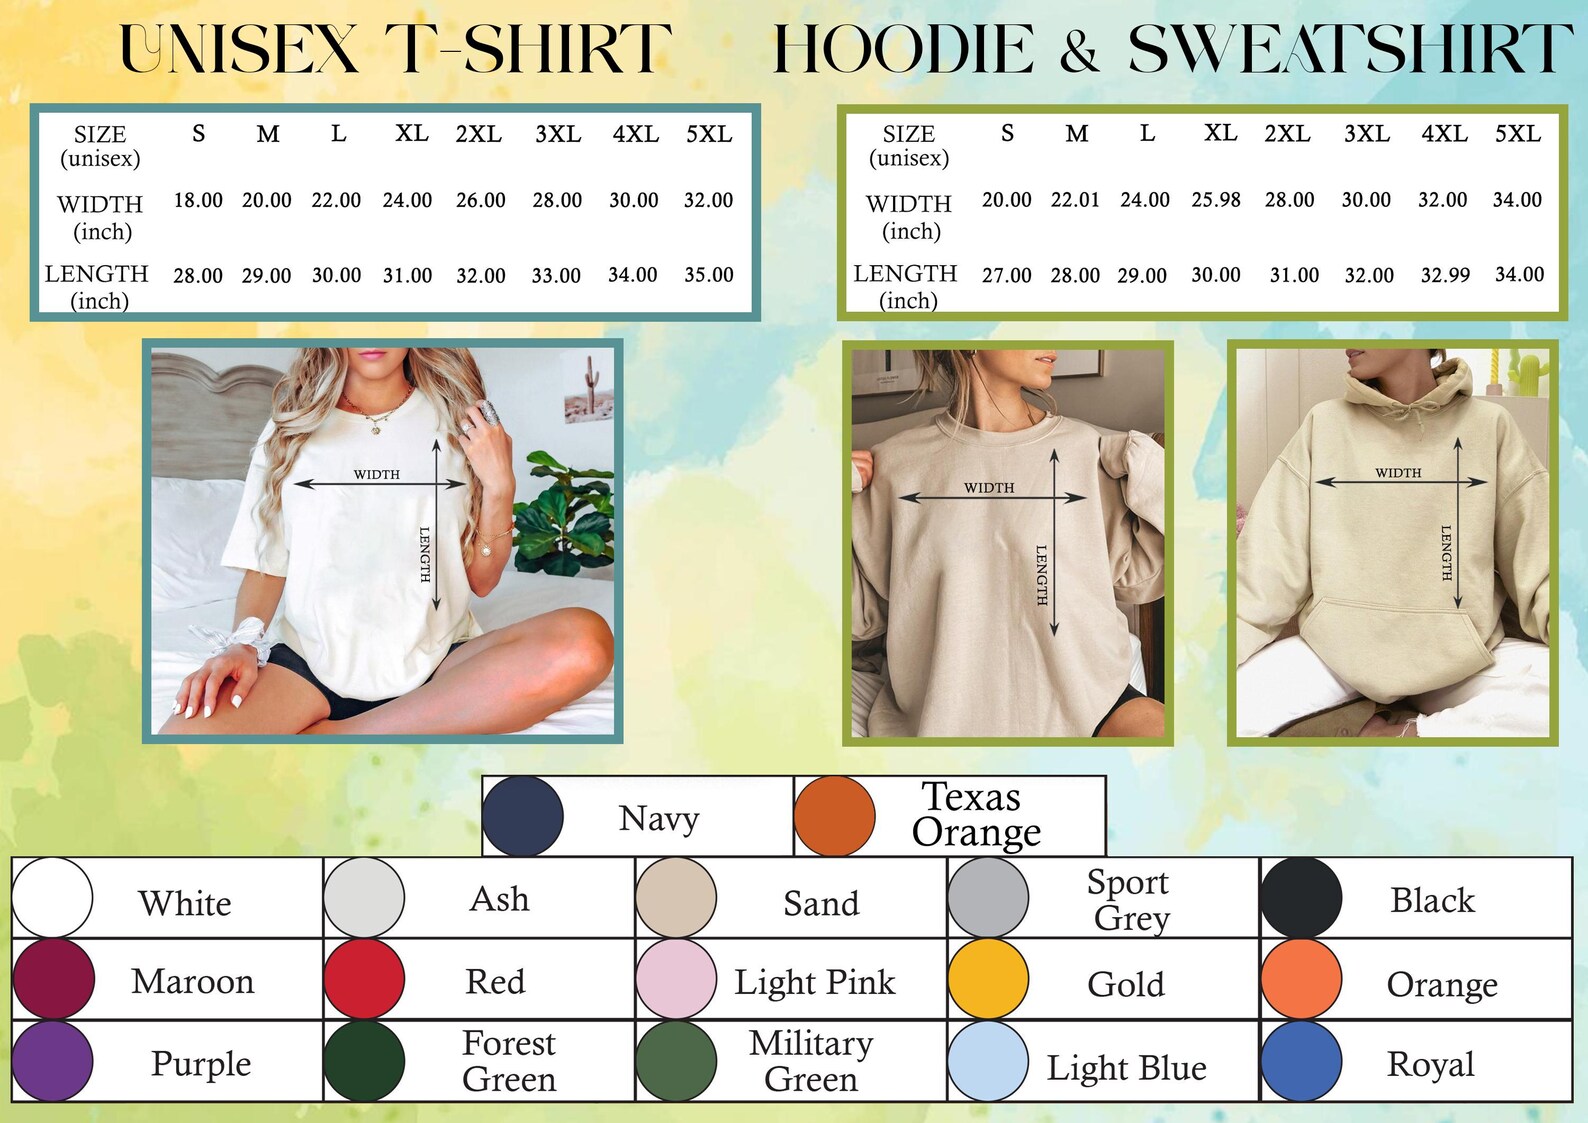 UNISEX T-SHIRT
SIZE S M L XL 2XL 3XL 4XL 5XL
(unisex)
WIDTH 18.00 20.00 22.00 24.00 26.00 28.00 30.00 32.00
(inch)
LENGTH 28.00 29.00 30.00 31.00 32.00 33.00 34.00 35.00
(inch)
WIDTH
LENGTH
HOODIE & SWEATSHIRT
SIZE S M L XL 2XL 3XL 4XL 5XL
(unisex)
WIDTH 20.00 22.01 24.00 25.98 28.00 30.00 32.00 34.00
(inch)
LENGTH 27.00 28.00 29.00 30.00 31.00 32.00 32.99 34.00
(inch)
WIDTH
LENGTH
WIDTH
LENGTH
Navy
Texas
Orange
White
Ash
Sand
Sport
Grey
Black
Maroon
Red
Light Pink
Gold
Orange
Purple
Forest
Green
Military
Green
Light Blue
Royal